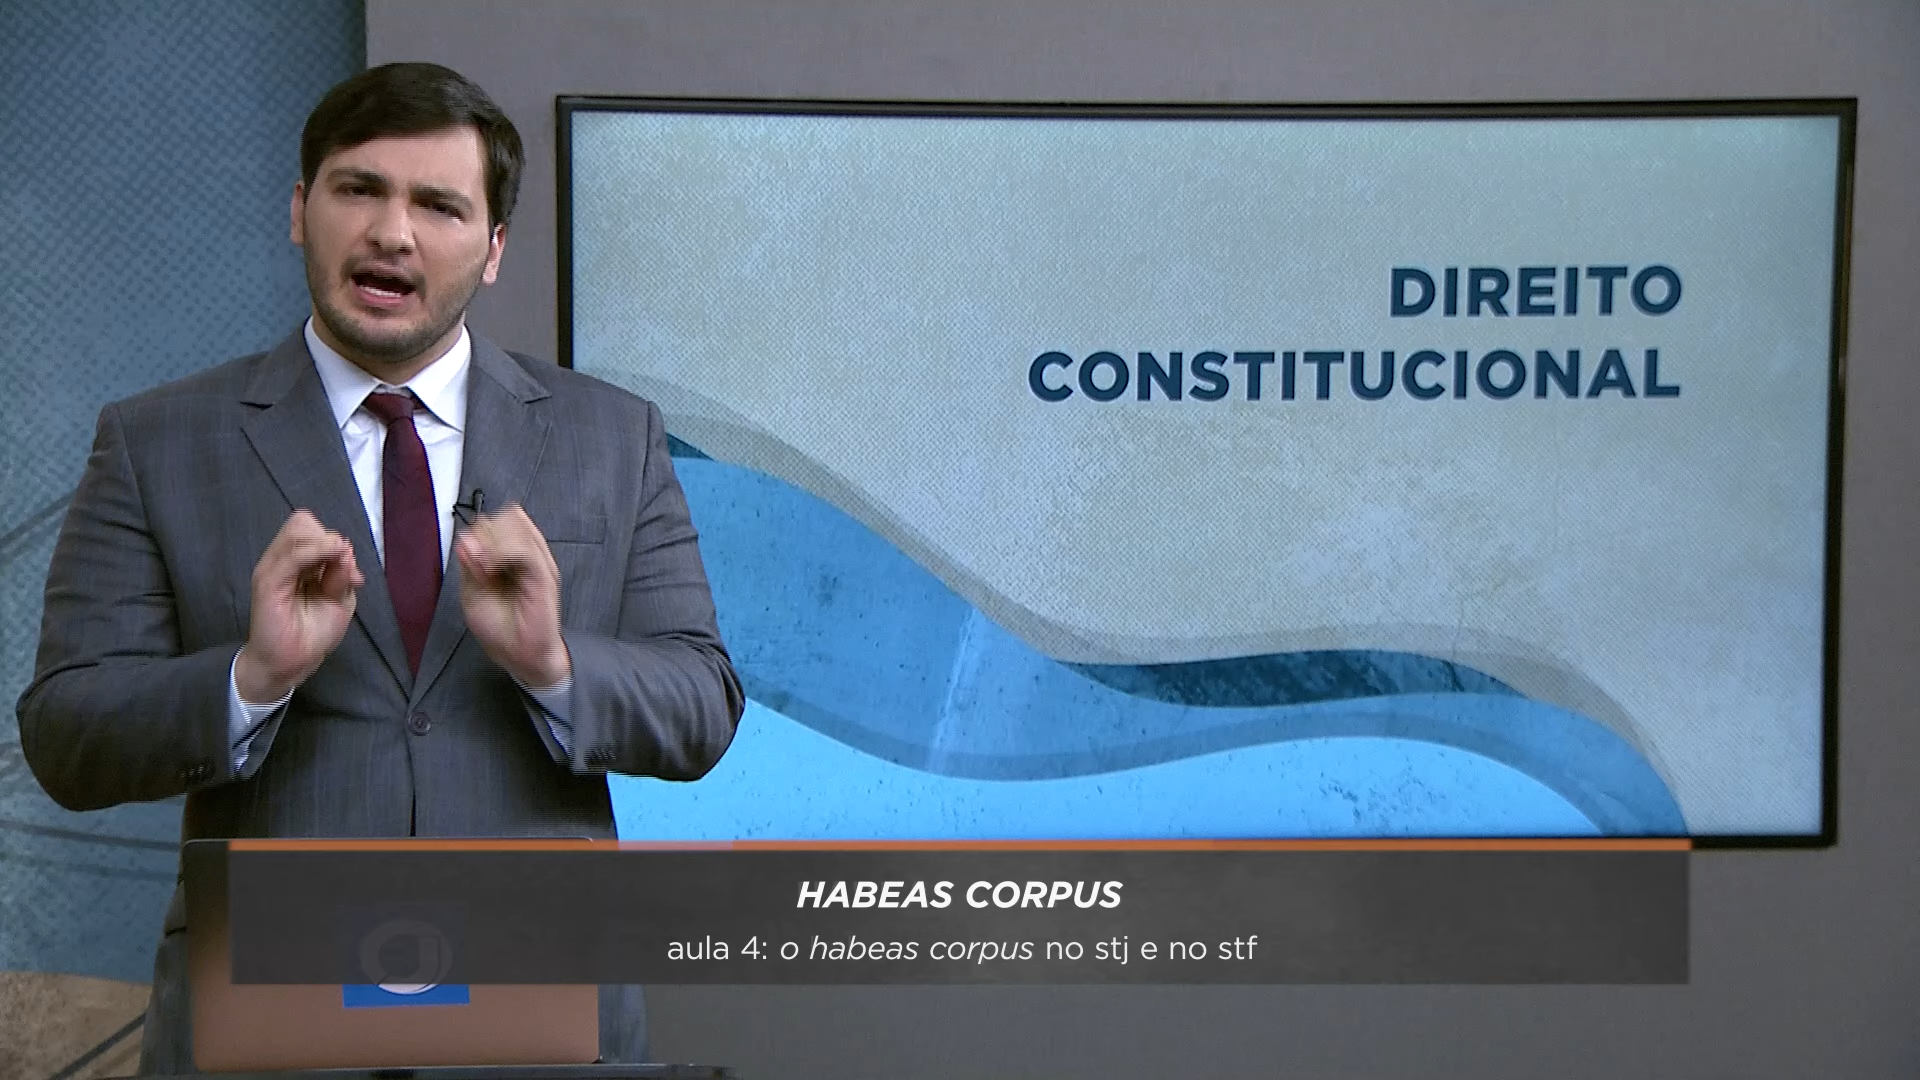 DIREITO
CONSTITUCIONAL
HABEAS CORPUS
aula 4: o habeas corpus no stj e no stf